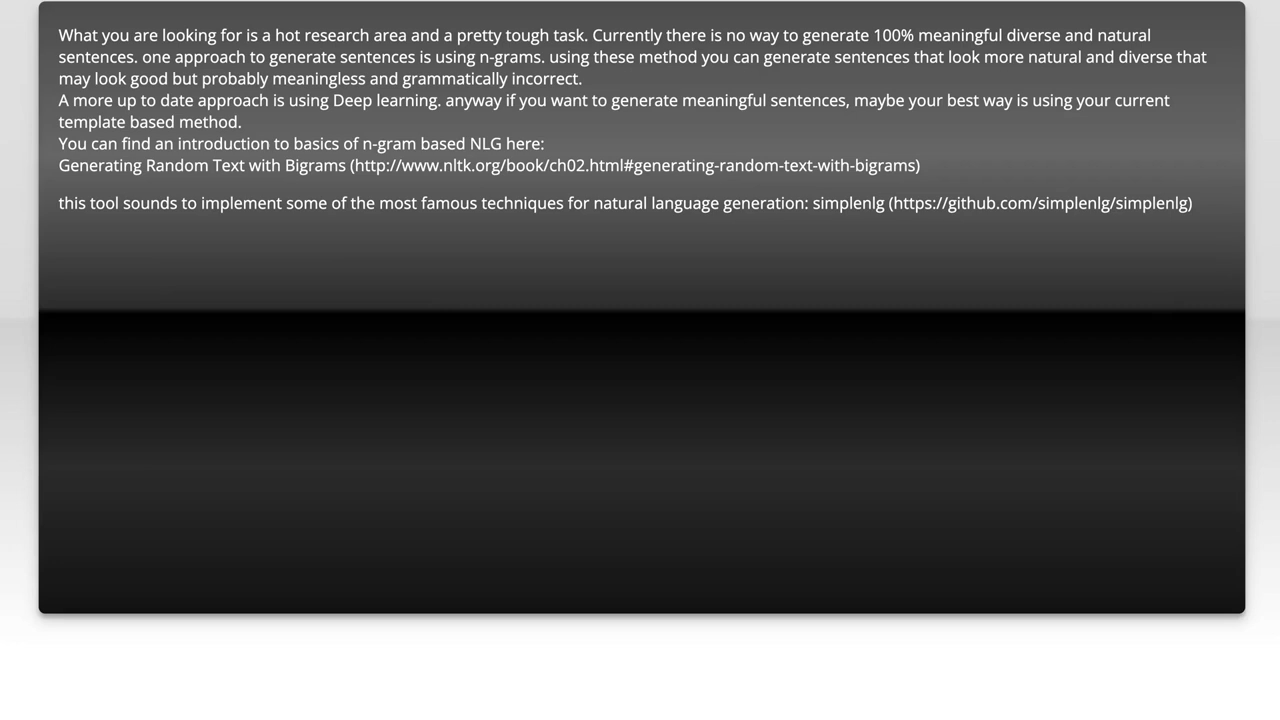 What you are looking for is a hot research area and a pretty tough task. Currently there is no way to generate 100% meaningful diverse and natural
sentences. one approach to generate sentences is using n-grams. using these method you can generate sentences that look more natural and diverse that
may look good but probably meaningless and grammatically incorrect.
A more up to date approach is using Deep learning. anyway if you want to generate meaningful sentences, maybe your best way is using your current
template based method.
You can find an introduction to basics of n-gram based NLG here:
Generating Random Text with Bigrams (http://www.nltk.org/book/ch02.html#generating-random-text-with-bigrams)
this tool sounds to implement some of the most famous techniques for natural language generation: simplenlg (https://github.com/simplenlg/simplenlg)